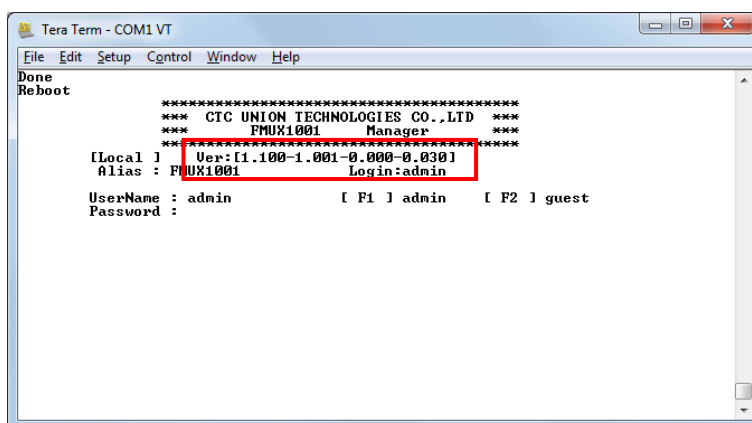 Tera Term - COM1 VT
File Edit Setup Control Window Help
Done
Reboot
****************************************
*** CTC UNION TECHNOLOGIES CO.,LTD ***
*** FMUX1001 Manager ***
****************************************
[Local ] Ver:[1.100-1.001-0.000-0.030]
Alias : FMUX1001 Login:admin
UserName : admin [ F1 ] admin [ F2 ] guest
Password :